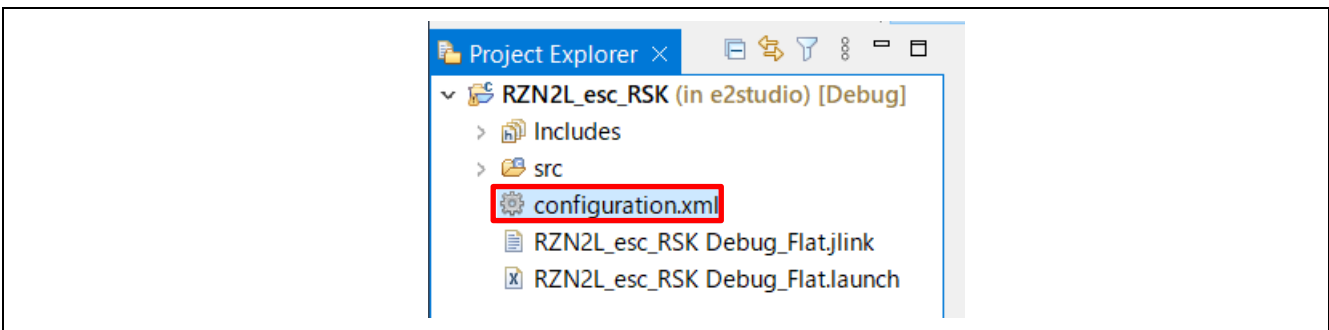 Project Explorer
RZN2L_esc_RSK (in e2studio) [Debug]
Includes
src
configuration.xml
RZN2L_esc_RSK Debug_Flat.jlink
RZN2L_esc_RSK Debug_Flat.launch